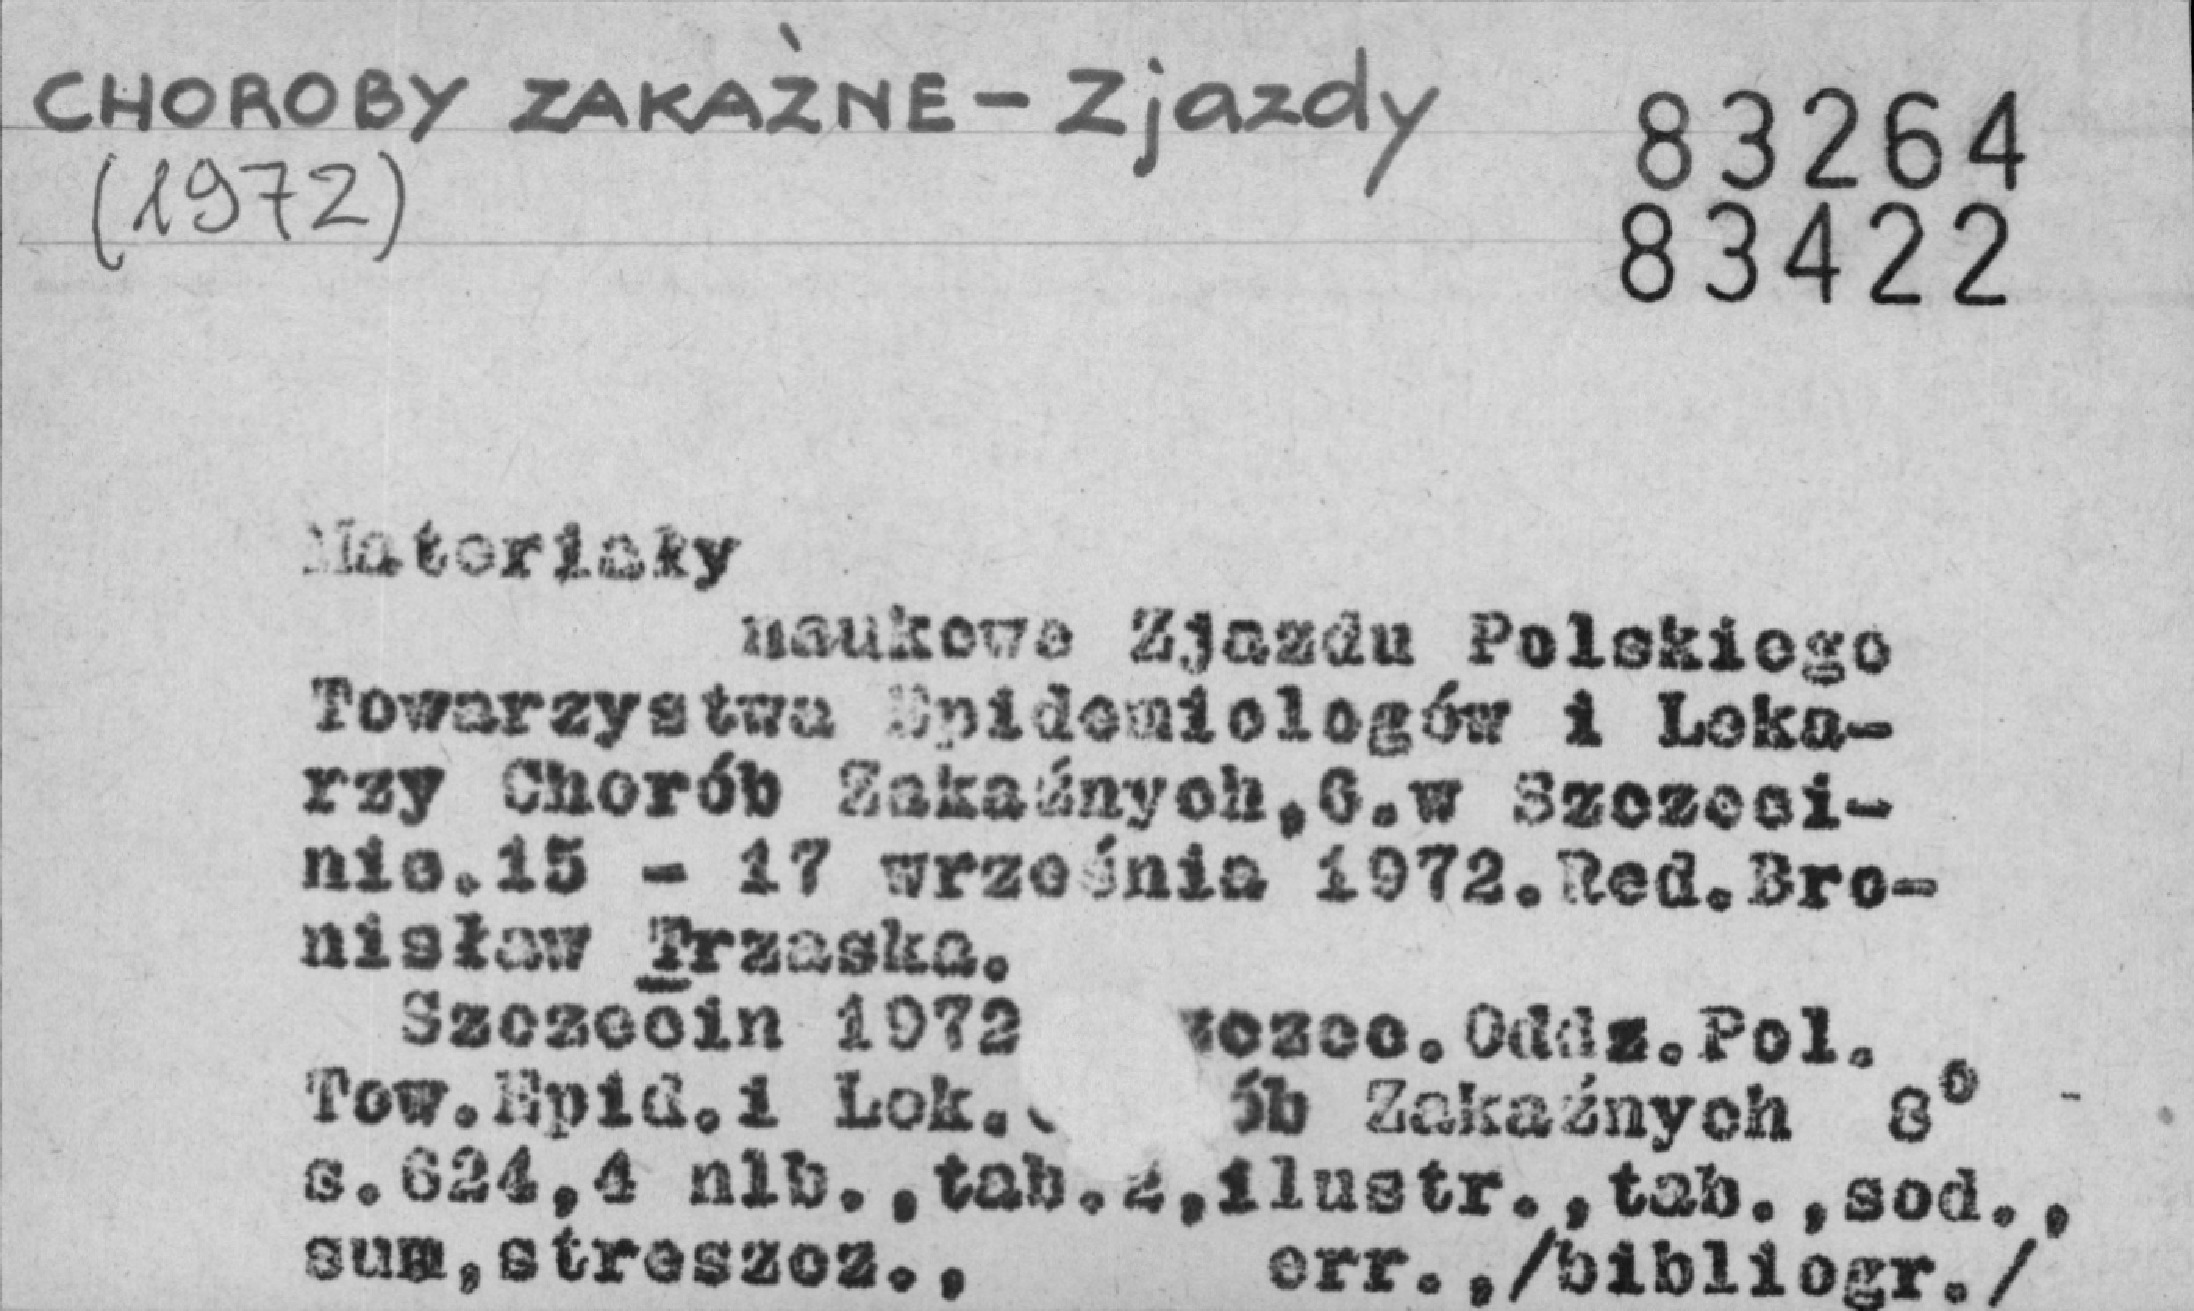 CHOROBY ZAKAŹNE - Zjazdy
(1972)
83264
83422
Materiały
naukowe Zjazdu Polskiego
Towarzystwa Epidemiologów i Leka-
rzy Chorób Zakaźnych,6.w Szczeci-
nie.15 - 17 września 1972.Red.Bro-
nisław Trzaska.
Szczecin 1972 zczec.Oddz.Pol.
Tow.Epid.i Lek. ób Zakaźnych 8°
s.624,4 nlb.,tab.2,ilustr.,tab.,sod.,
sum,streszcz., err.,/bibliogr./